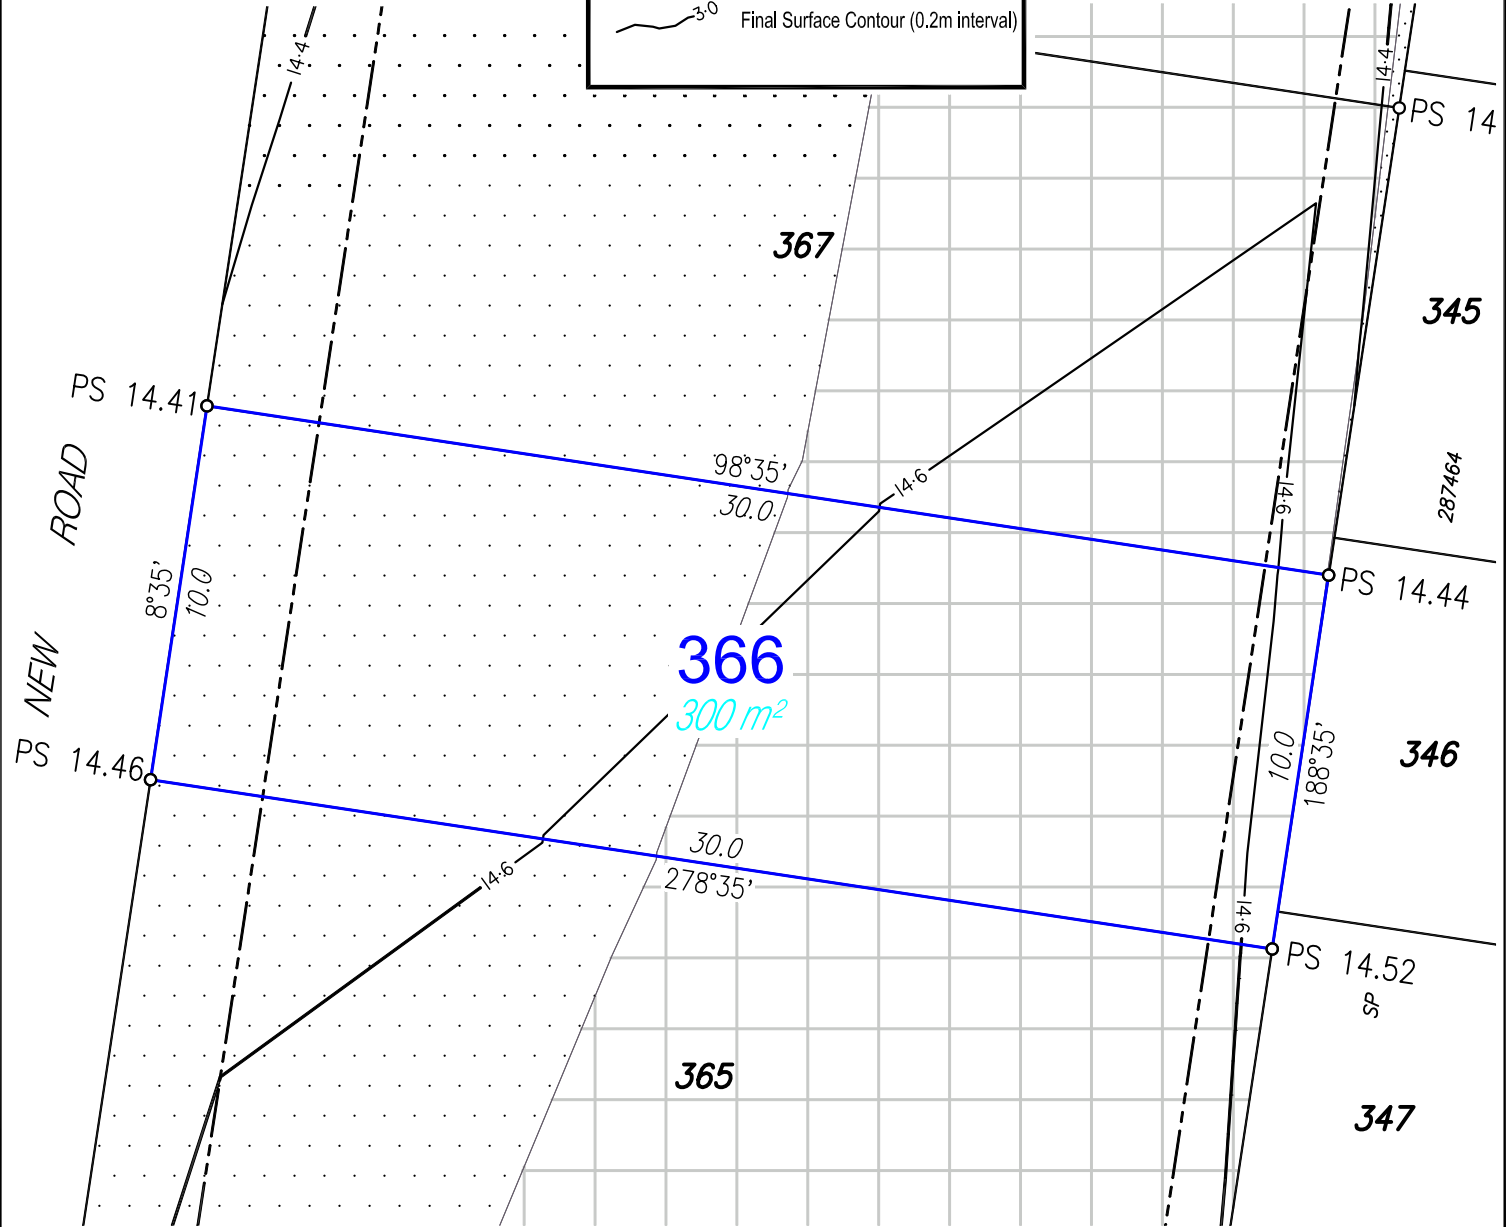 3·0
Final Surface Contour (0.2m interval)
14·4
14·4
PS 14
367
345
PS 14.41
98°35'
30.0
14·6
14·6
287464
ROAD
8°35'
10.0
PS 14.44
NEW
366
300 m²
10.0
188°35'
346
PS 14.46
30.0
278°35'
14·6
14·6
PS 14.52
SP
365
347